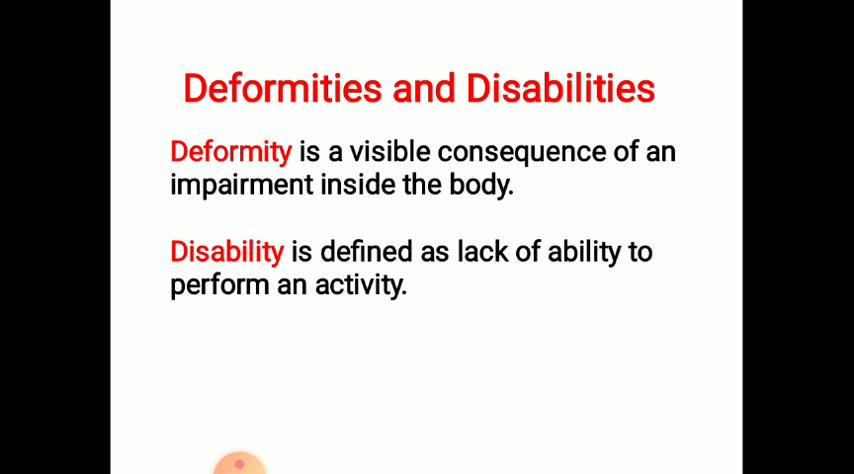 Deformities and Disabilities
Deformity is a visible consequence of an
impairment inside the body.
Disability is defined as lack of ability to
perform an activity.